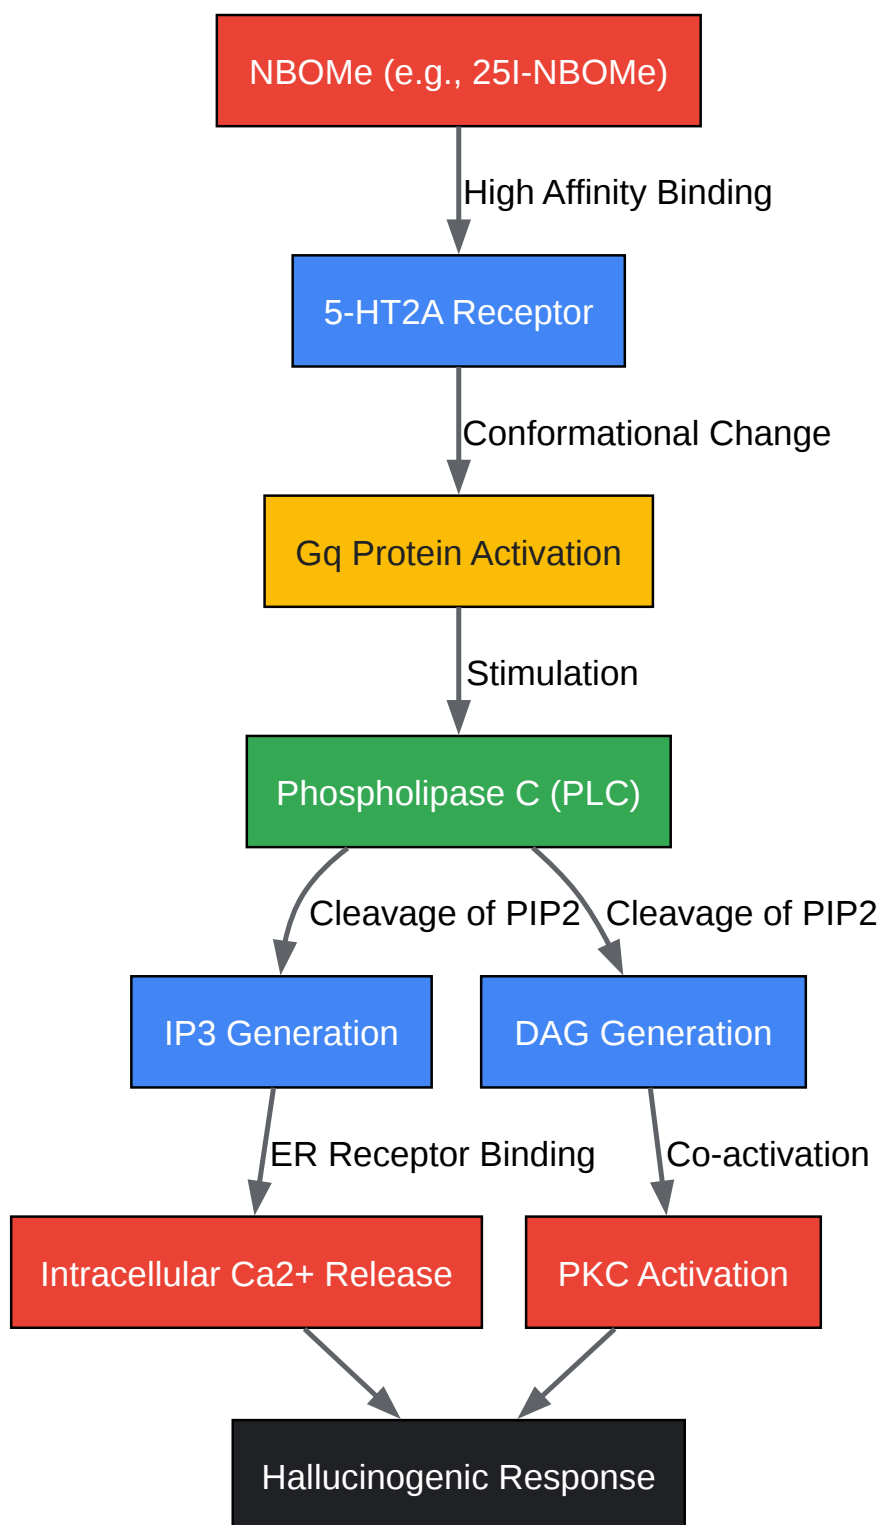 NBOMe (e.g., 25I-NBOMe)
High Affinity Binding
5-HT2A Receptor
Conformational Change
Gq Protein Activation
Stimulation
Phospholipase C (PLC)
Cleavage of PIP2
Cleavage of PIP2
IP3 Generation
DAG Generation
ER Receptor Binding
Co-activation
Intracellular Ca2+ Release
PKC Activation
Hallucinogenic Response